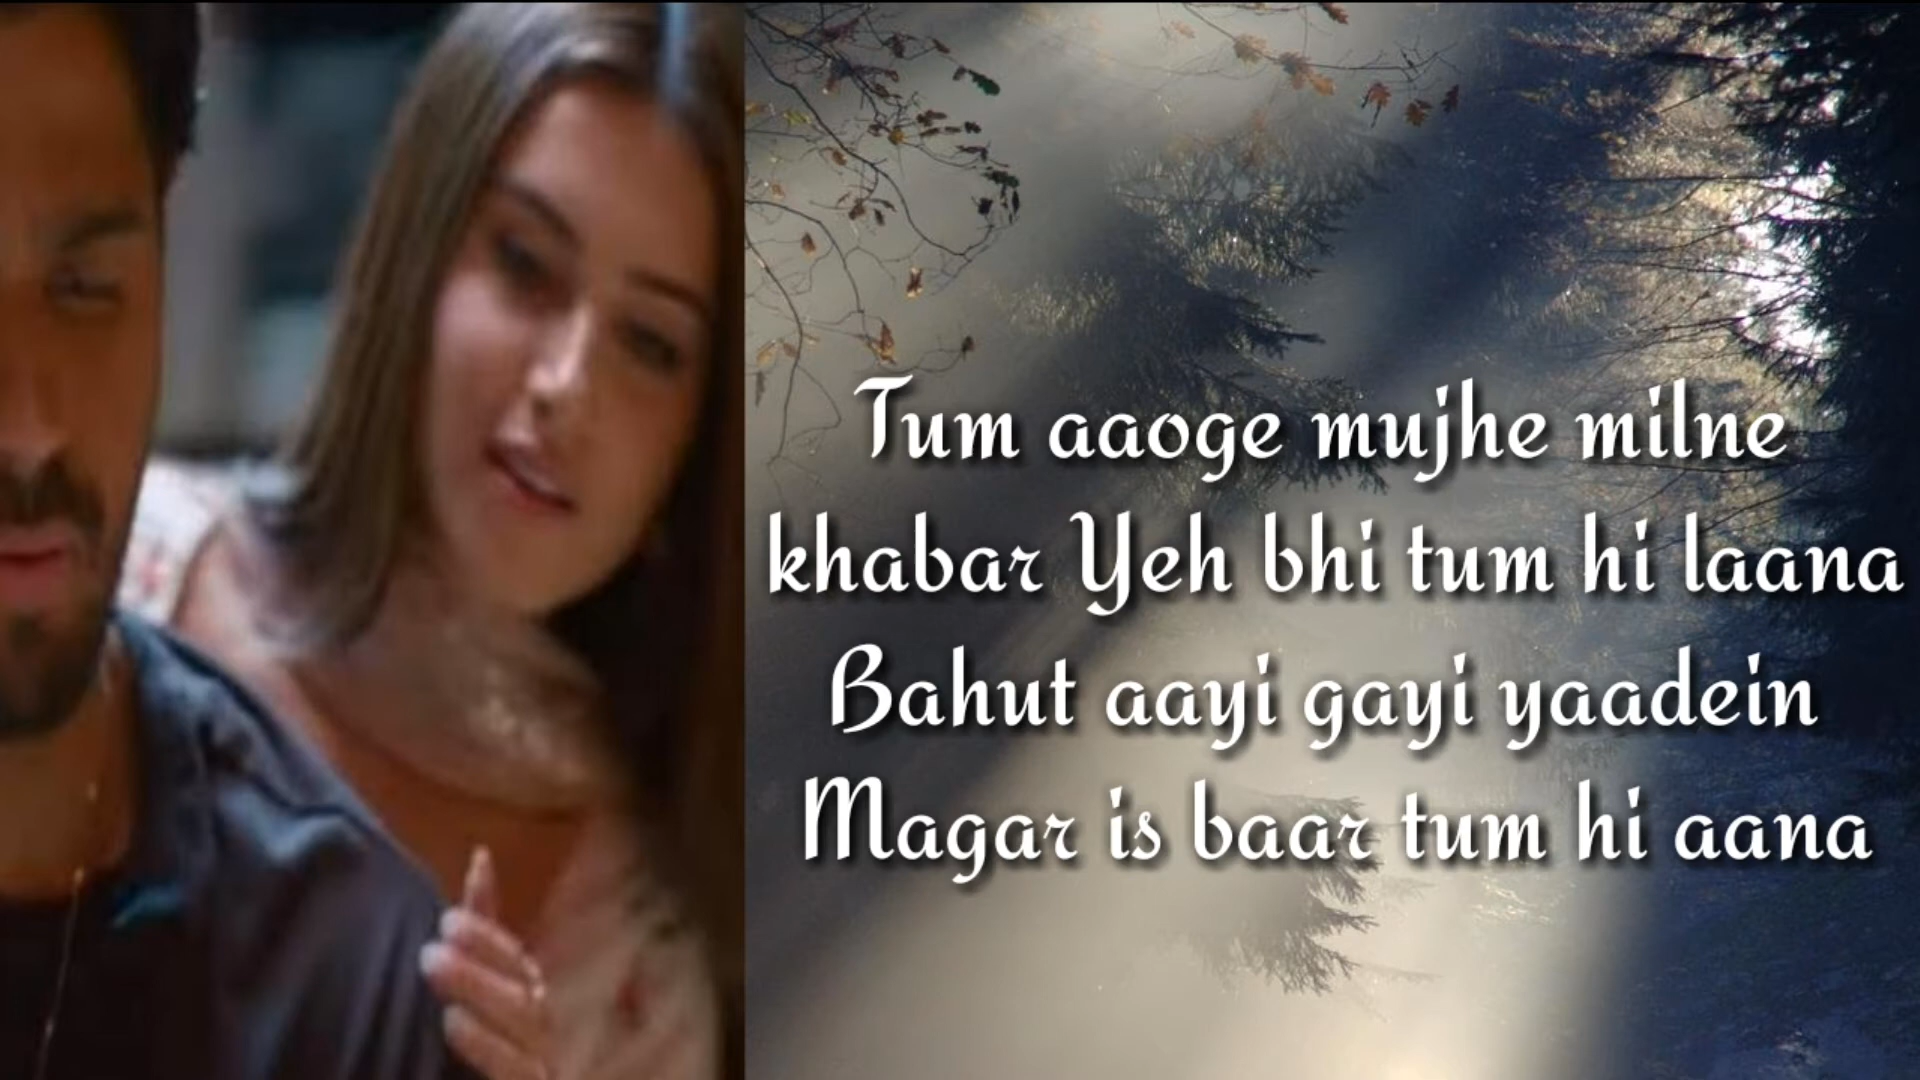 Tum aaoge mujhe milne
khabar Yeh bhi tum hi laana
Bahut aayi gayi yaadein
Magar is baar tum hi aana